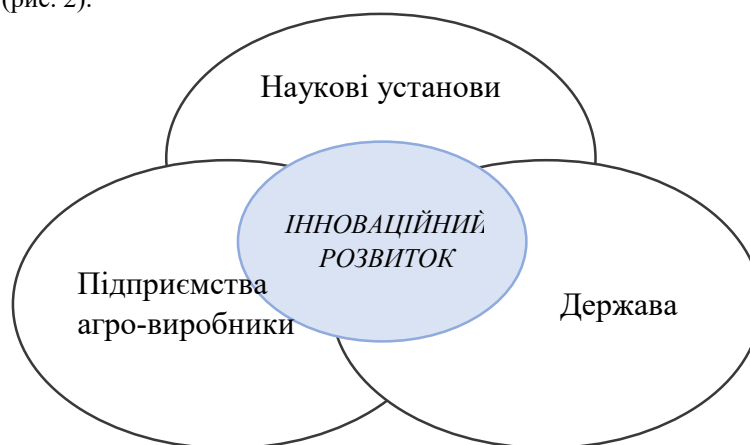 (рис. 2).
Наукові установи
ІННОВАЦІЙНИЙ
РОЗВИТОК
Підприємства
агро-виробники
Держава